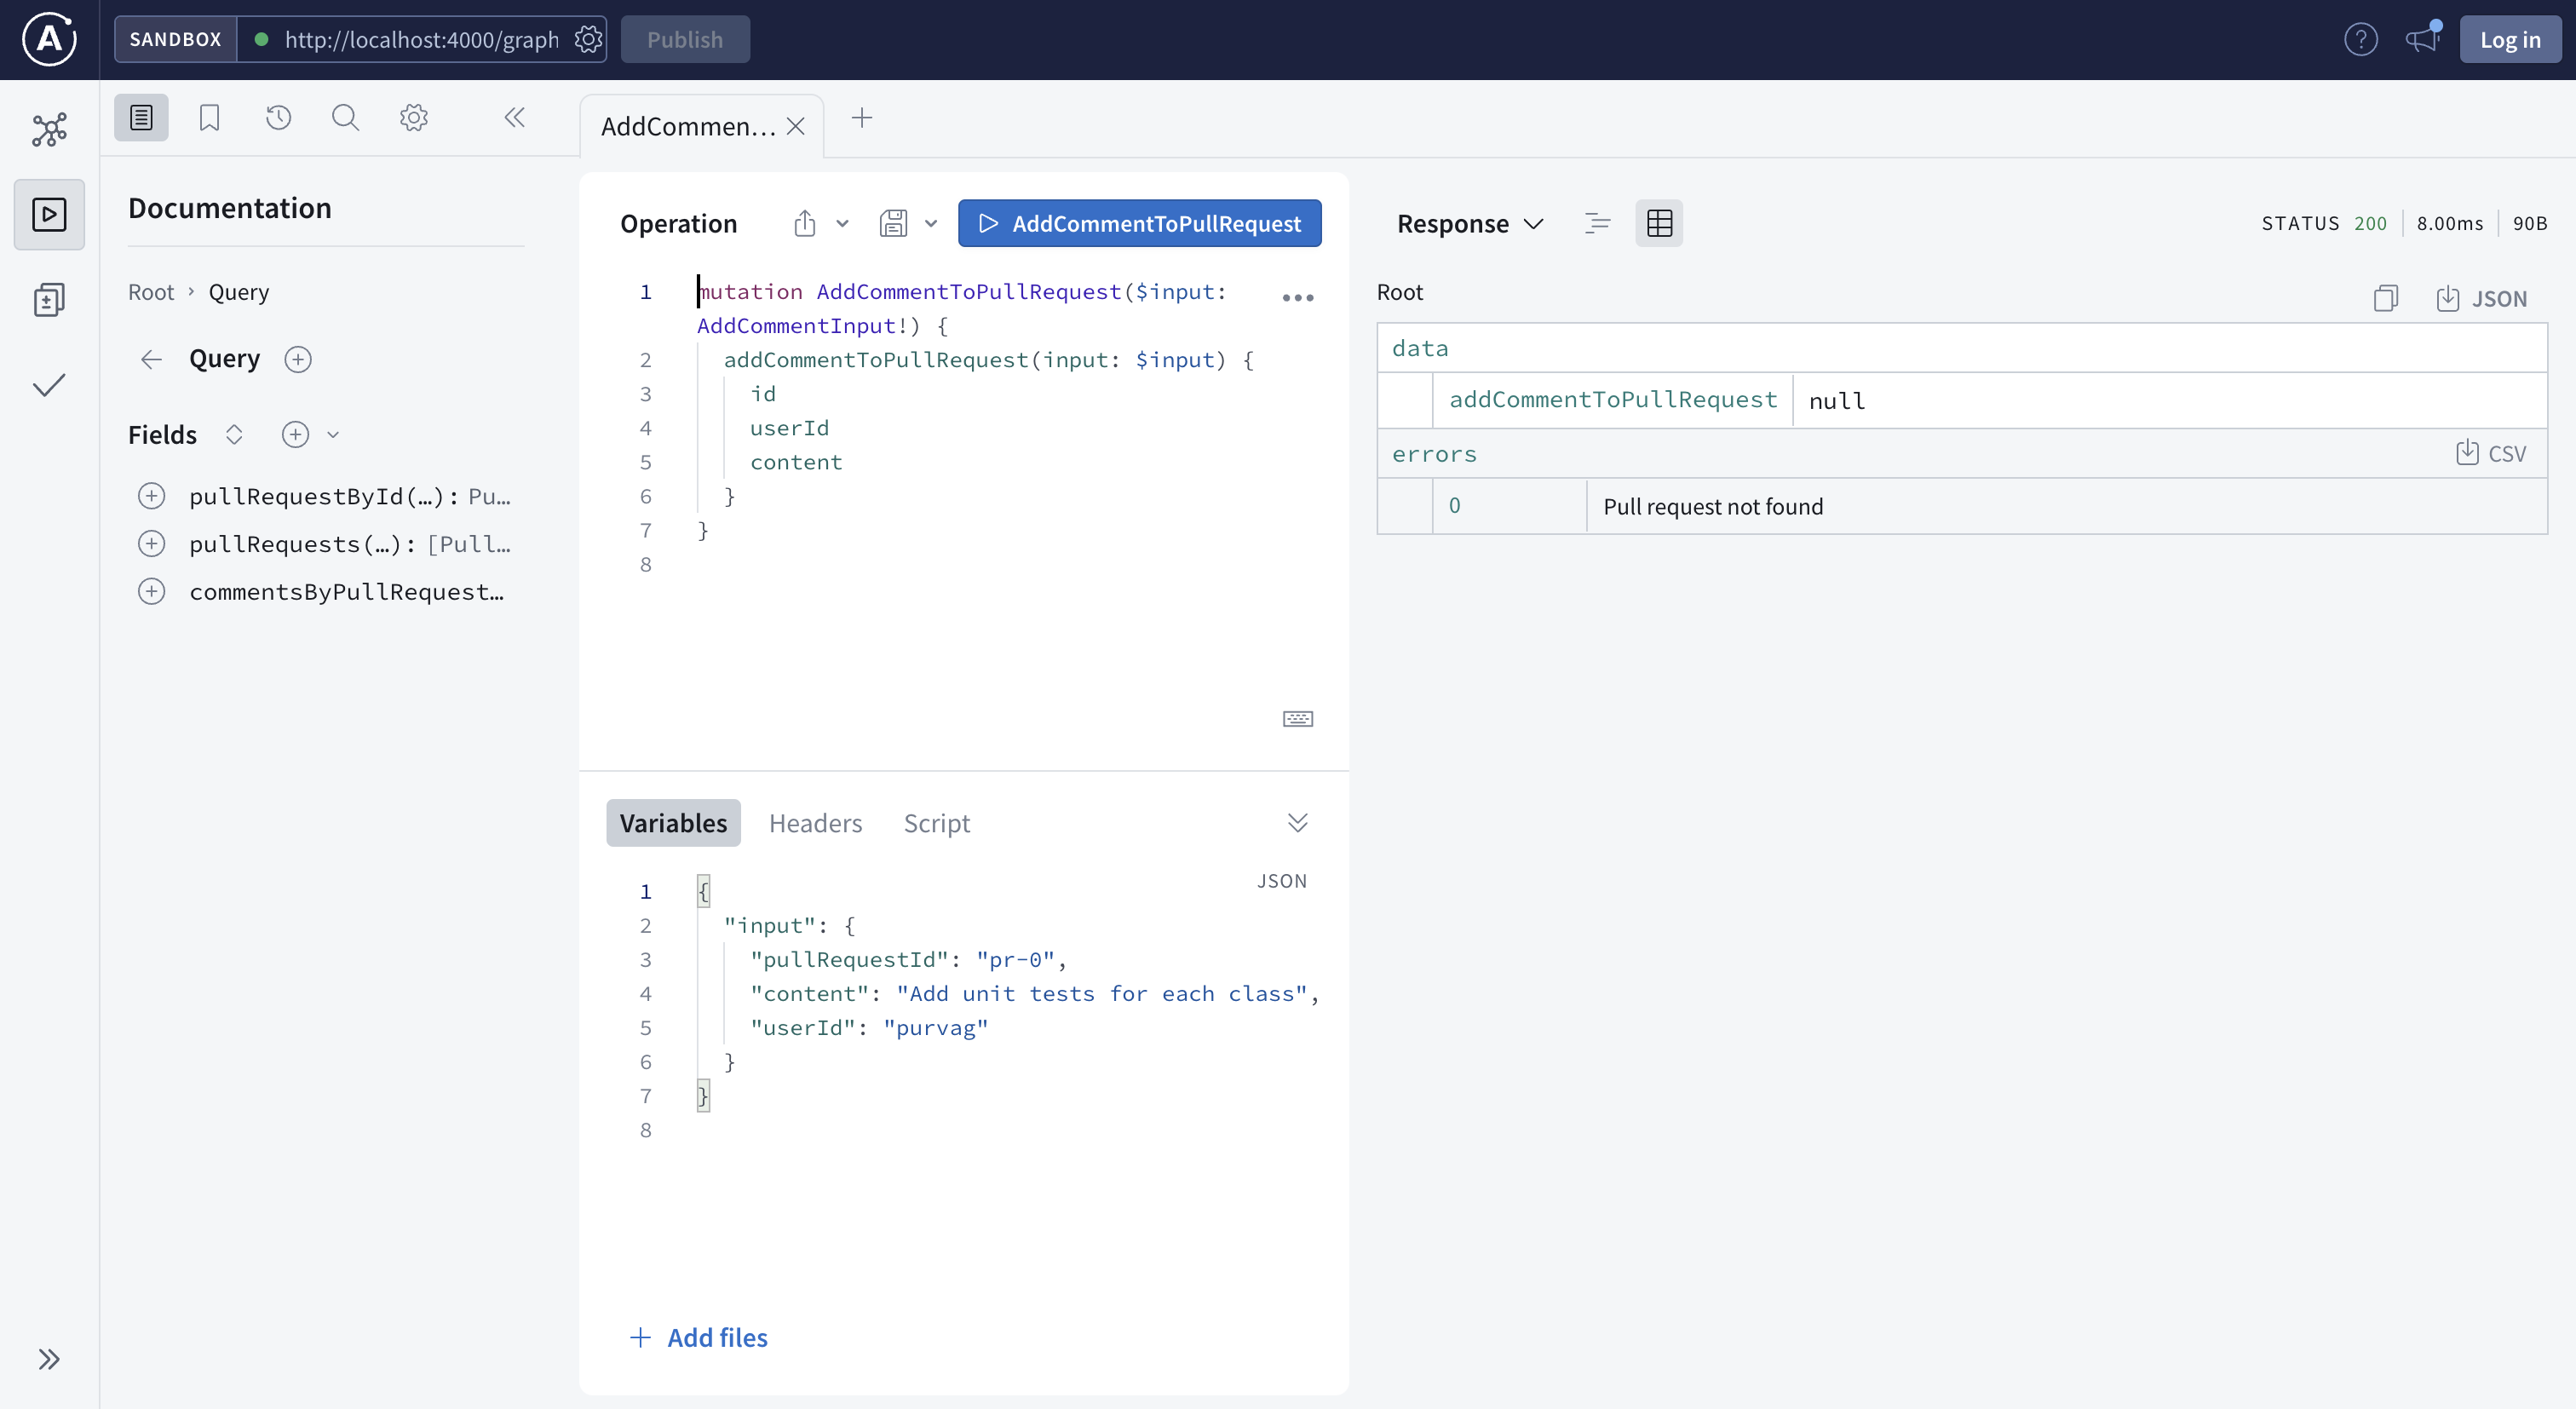 SANDBOX
http://localhost:4000/graph
Publish
Log in
AddCommen...
Documentation
Root › Query
Query
Fields
pullRequestById(…): Pu…
pullRequests(…): [Pull…
commentsByPullRequest…
Operation
AddCommentToPullRequest
1 mutation AddCommentToPullRequest($input:
AddCommentInput!) {
2 addCommentToPullRequest(input: $input) {
3 id
4 userId
5 content
6 }
7 }
8
Variables Headers Script
JSON
1 {
2 "input": {
3 "pullRequestId": "pr-0",
4 "content": "Add unit tests for each class",
5 "userId": "purvag"
6 }
7 }
8
+ Add files
Response
STATUS 200 8.00ms 90B
Root
JSON
data
addCommentToPullRequest null
errors
CSV
0 Pull request not found